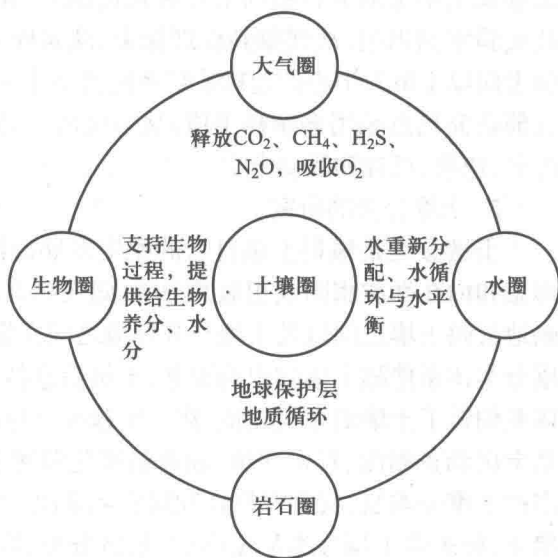 大气圈
释放CO₂、CH₄、H₂S、
N₂O，吸收O₂
生物圈
支持生物
过程，提
供给生物
养分、水
分
土壤圈
水重新分
配、水循
环与水平
衡
水圈
地球保护层
地质循环
岩石圈